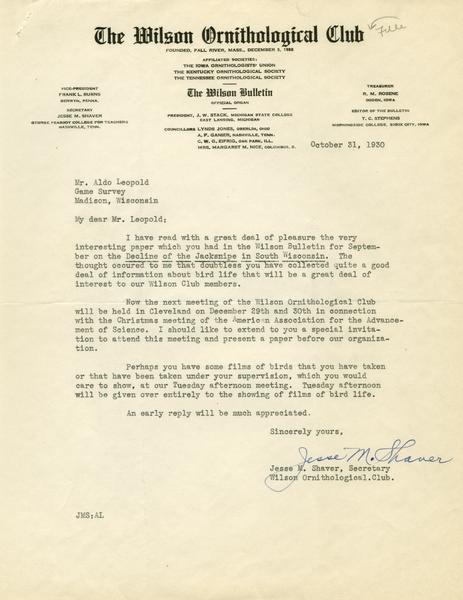 The Wilson Ornithological Club
File
FOUNDED, FALL RIVER, MASS., DECEMBER 3, 1888
AFFILIATED SOCIETIES:
THE IOWA ORNITHOLOGISTS' UNION
THE KENTUCKY ORNITHOLOGICAL SOCIETY
THE TENNESSEE ORNITHOLOGICAL SOCIETY
VICE-PRESIDENT
FRANK L. BURNS
BERWYN, PENNA.
SECRETARY
JESSE M. SHAVER
GEORGE PEABODY COLLEGE FOR TEACHERS
NASHVILLE, TENN.
The Wilson Bulletin
OFFICIAL ORGAN
PRESIDENT, J. W. STACK, MICHIGAN STATE COLLEGE
EAST LANSING, MICHIGAN
COUNCILLORS LYNDS JONES, OBERLIN, OHIO
A. F. GANIER, NASHVILLE, TENN.
C. W. G. EIFRIG, OAK PARK, ILL.
MRS. MARGARET M. NICE, COLUMBUS, O.
TREASURER
R. M. ROSENE
OGDEN, IOWA
EDITOR OF THE BULLETIN
T. C. STEPHENS
MORNINGSIDE COLLEGE, SIOUX CITY, IOWA
October 31, 1930
Mr. Aldo Leopold
Game Survey
Madison, Wisconsin
My dear Mr. Leopold;
I have read with a great deal of pleasure the very
interesting paper which you had in the Wilson Bulletin for Septem-
ber on the Decline of the Jacksnipe in South Wisconsin. The
thought occured to me that doubtless you have collected quite a good
deal of information about bird life that will be a great deal of
interest to our Wilson Club members.
Now the next meeting of the Wilson Ornithological Club
will be held in Cleveland on December 29th and 30th in connection
with the Christmas meeting of the American Association for the Advance-
ment of Science. I should like to extend to you a special invita-
tion to attend this meeting and present a paper before our organiza-
tion.
Perhaps you have some films of birds that you have taken
or that have been taken under your supervision, which you would
care to show, at our Tuesday afternoon meeting. Tuesday afternoon
will be given over entirely to the showing of films of bird life.
An early reply will be much appreciated.
Sincerely yours,
Jesse M. Shaver
Jesse M. Shaver, Secretary
Wilson Ornithological.Club.
JMS;AL